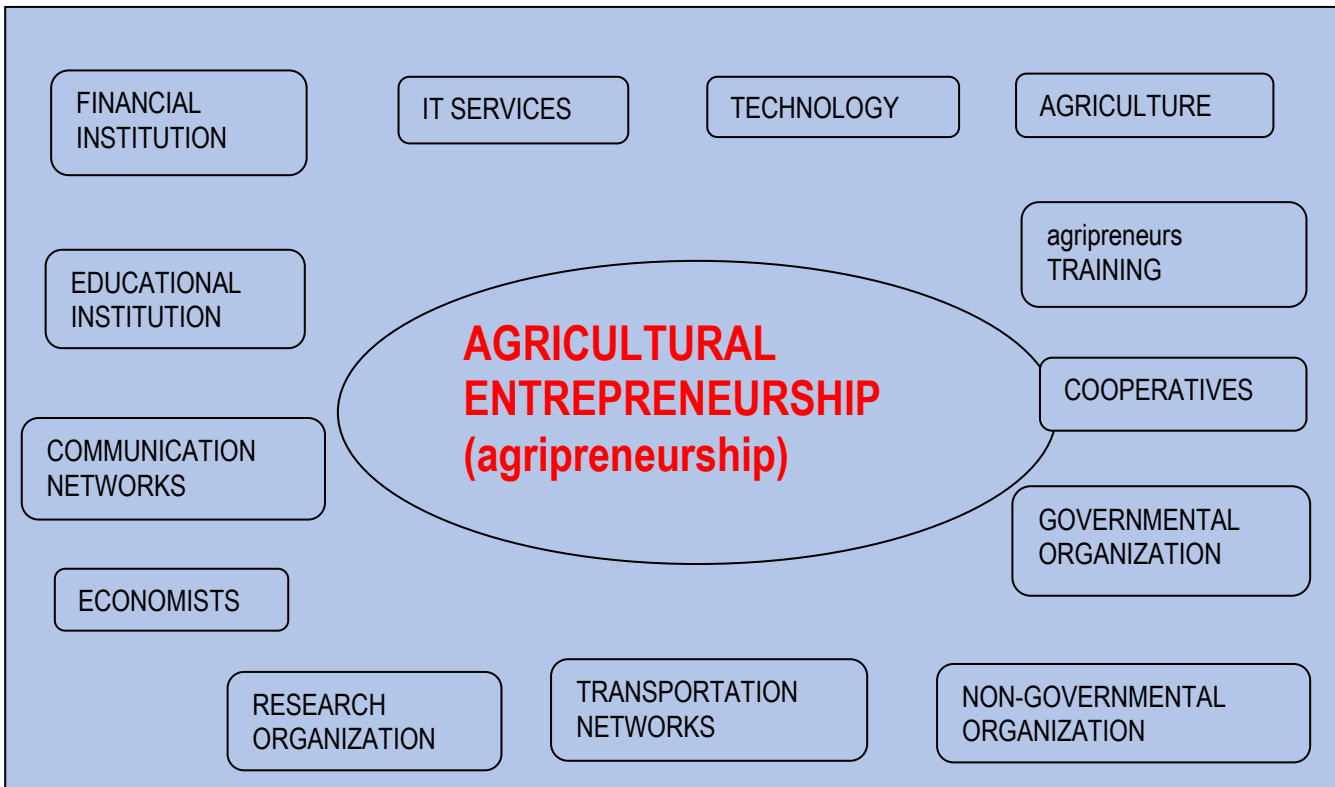 FINANCIAL
INSTITUTION
IT SERVICES
TECHNOLOGY
AGRICULTURE
agripreneurs
TRAINING
EDUCATIONAL
INSTITUTION
AGRICULTURAL
ENTREPRENEURSHIP
(agripreneurship)
COOPERATIVES
COMMUNICATION
NETWORKS
GOVERNMENTAL
ORGANIZATION
ECONOMISTS
RESEARCH
ORGANIZATION
TRANSPORTATION
NETWORKS
NON-GOVERNMENTAL
ORGANIZATION